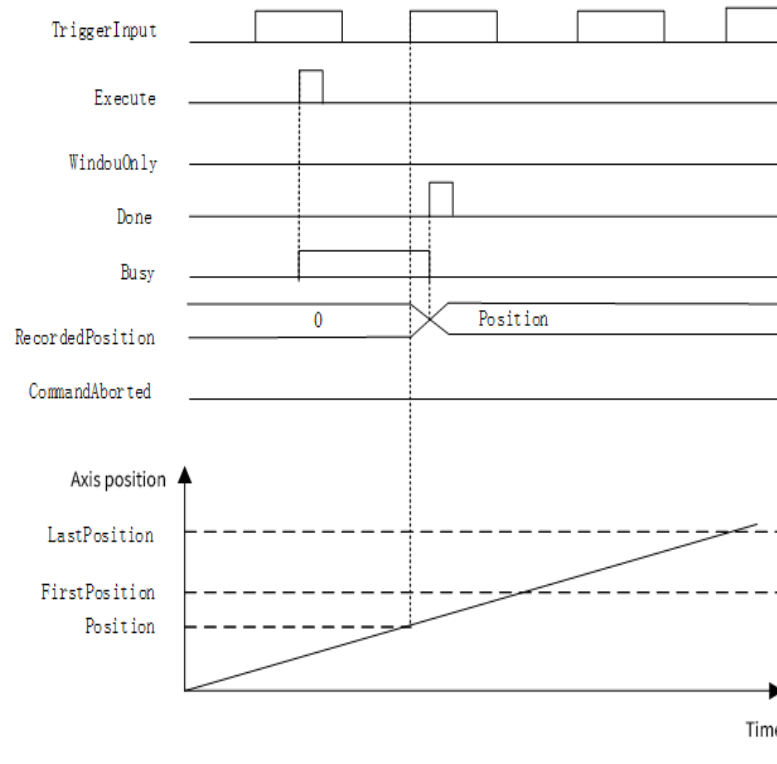 TriggerInput
Execute
WindouOnly
Done
Busy
0 Position
RecordedPosition
CommandAborted
Axis position
LastPosition
FirstPosition
Position
Time